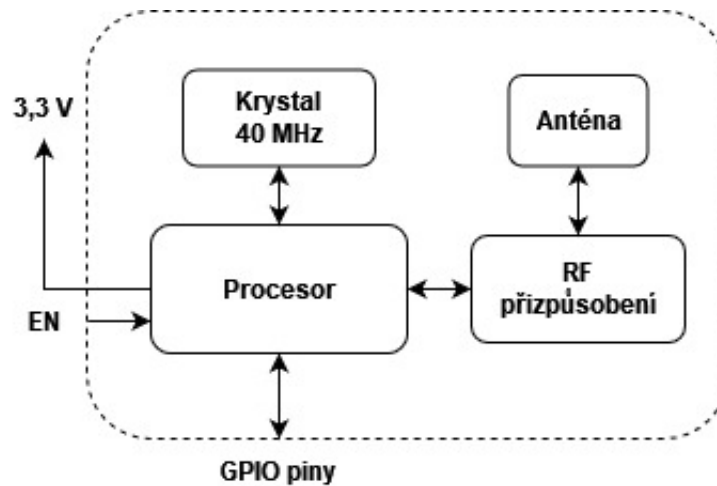 Krystal
40 MHz
Anténa
3,3 V
Procesor
RF
přizpůsobení
EN
GPIO piny